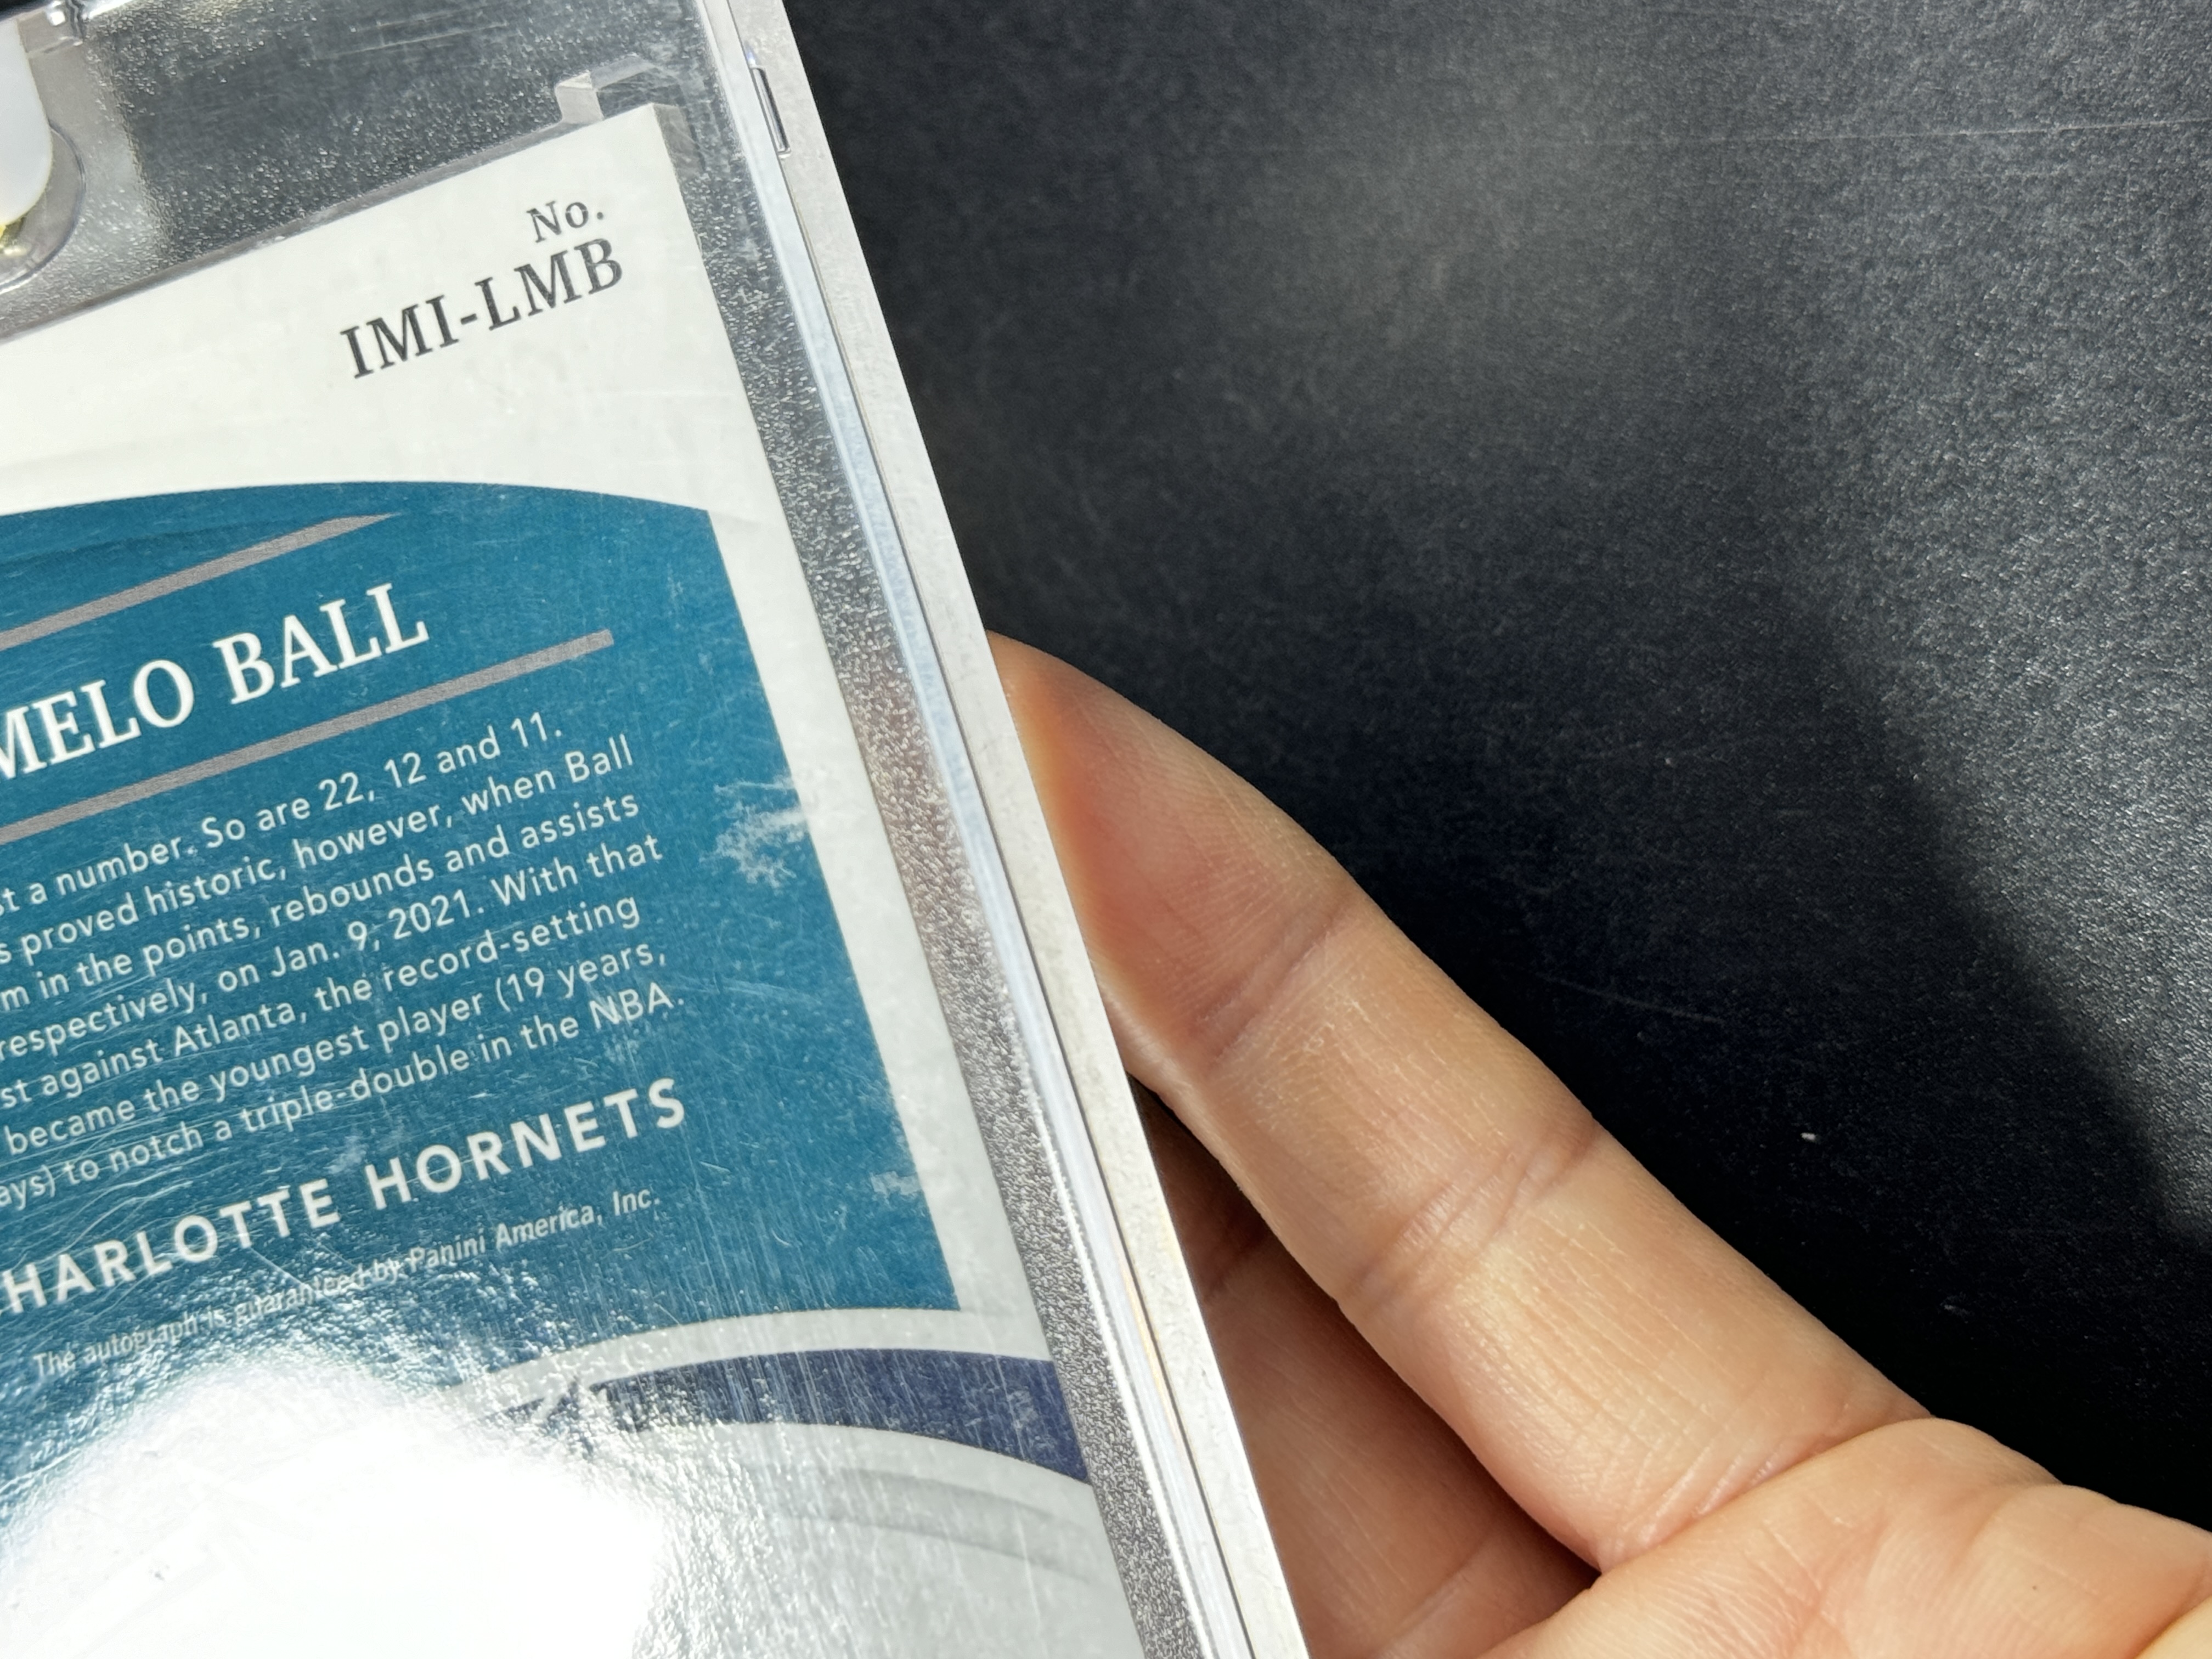 No.
IMI-LMB
MELO BALL
a number. So are 22, 12 and 11.
proved historic, however, when Ball
in the points, rebounds and assists
respectively, on Jan. 9, 2021. With that
against Atlanta, the record-setting
became the youngest player (19 years,
to notch a triple-double in the NBA.
HARLOTTE HORNETS
The autograph is guaranteed by Panini America, Inc.